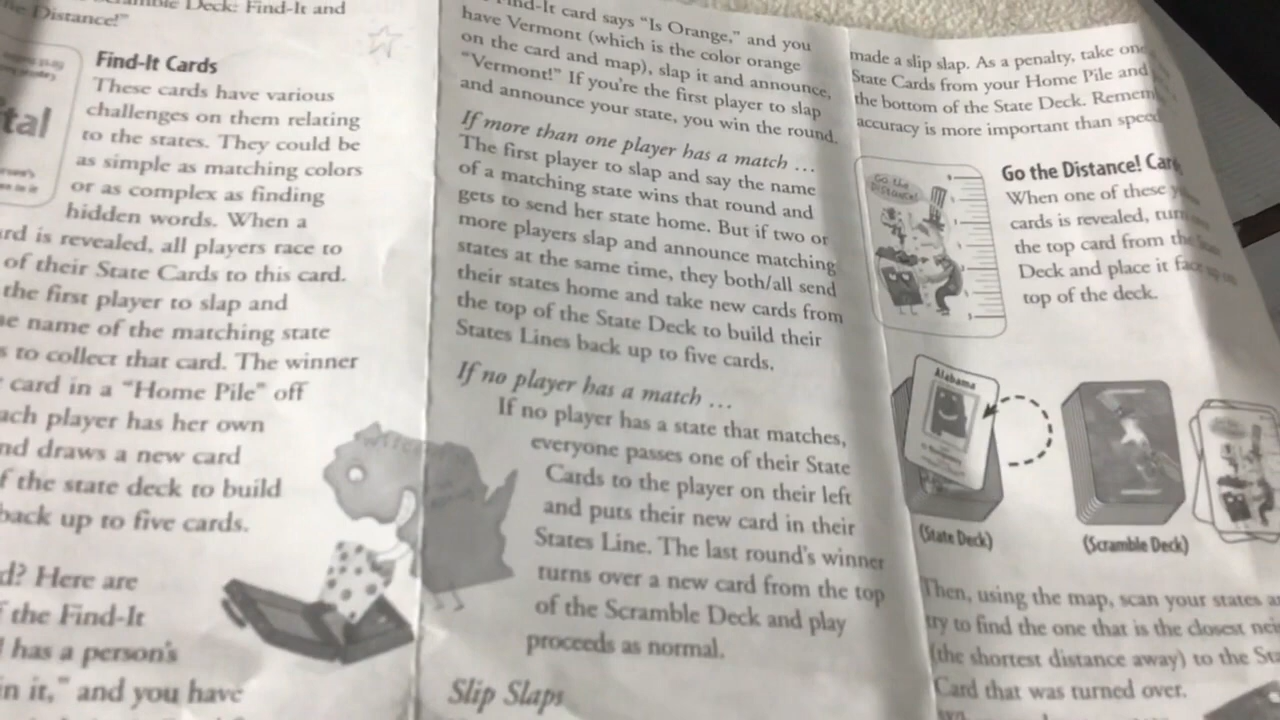 Scramble Deck: Find-It and
the Distance!"
tal
Find-It Cards
These cards have various
challenges on them relating
to the states. They could be
as simple as matching colors
or as complex as finding
hidden words. When a
is revealed, all players race to
of their State Cards to this card.
the first player to slap and
name of the matching state
to collect that card. The winner
card in a "Home Pile" off
player has her own
draws a new card
the state deck to build
back up to five cards.
Here are
the Find-It
has a person's
in it," and you have
Find-It card says "Is Orange," and you
have Vermont (which is the color orange
on the card and map), slap it and announce,
"Vermont!" If you're the first player to slap
and announce your state, you win the round.
If more than one player has a match ...
The first player to slap and say the name
of a matching state wins that round and
gets to send her state home. But if two or
more players slap and announce matching
states at the same time, they both/all send
their states home and take new cards from
the top of the State Deck to build their
States Lines back up to five cards.
If no player has a match ...
If no player has a state that matches,
everyone passes one of their State
Cards to the player on their left
and puts their new card in their
States Line. The last round's winner
turns over a new card from the top
of the Scramble Deck and play
proceeds as normal.
Slip Slaps
made a slip slap. As a penalty, take one
State Cards from your Home Pile and
the bottom of the State Deck. Remem
accuracy is more important than speed
Go the Distance!
Go the Distance! Car
When one of these
cards is revealed, turn
the top card from the
Deck and place it face up on
top of the deck.
Alabama
(State Deck)
(Scramble Deck)
Then, using the map, scan your states
try to find the one that is the closest
(the shortest distance away) to the
Card that was turned over.